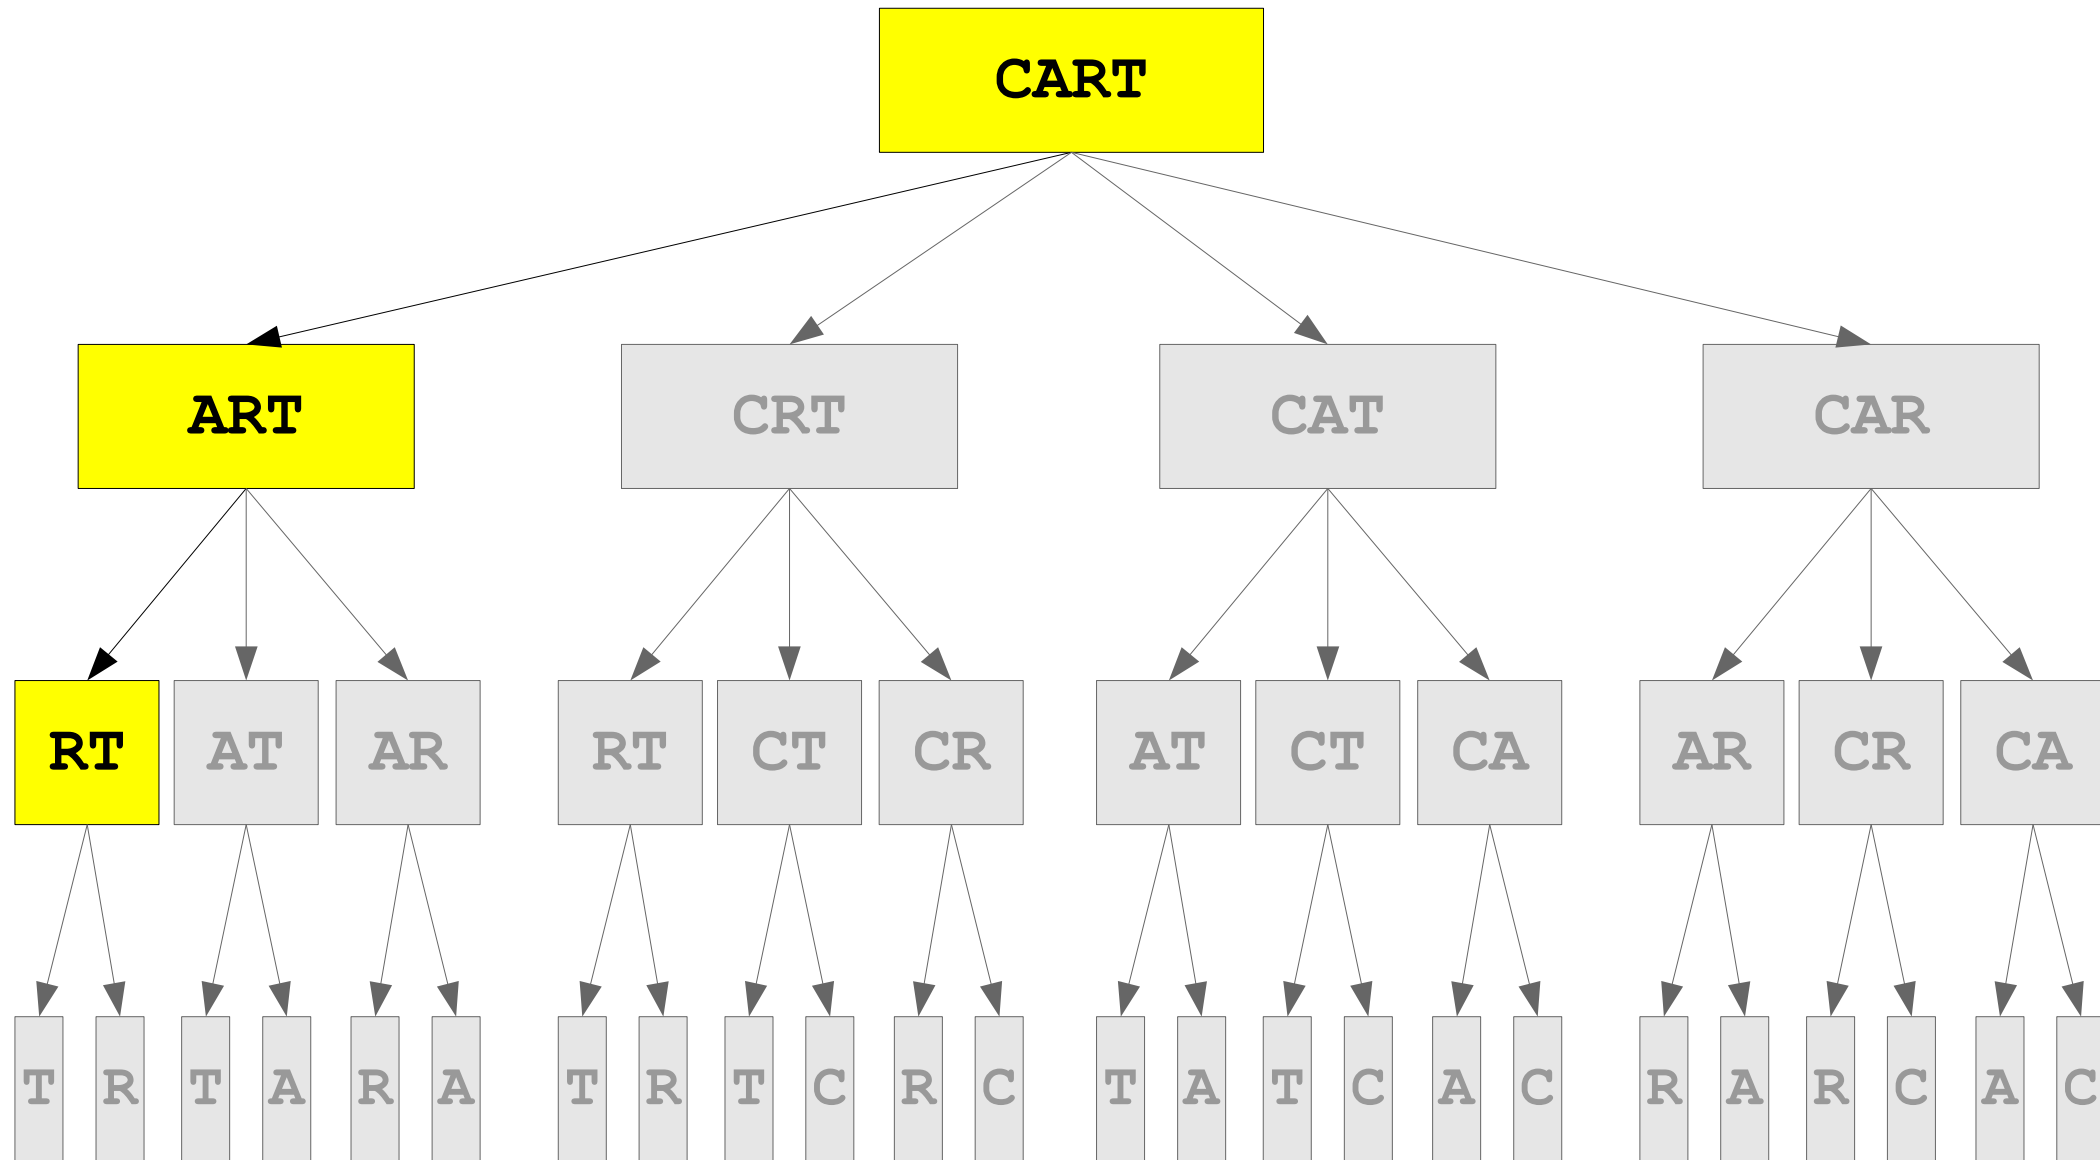 CART
ART CRT CAT CAR
RT AT AR RT CT CR AT CT CA AR CR CA
T R T A R A T R T C R C T A T C A C R A R C A C